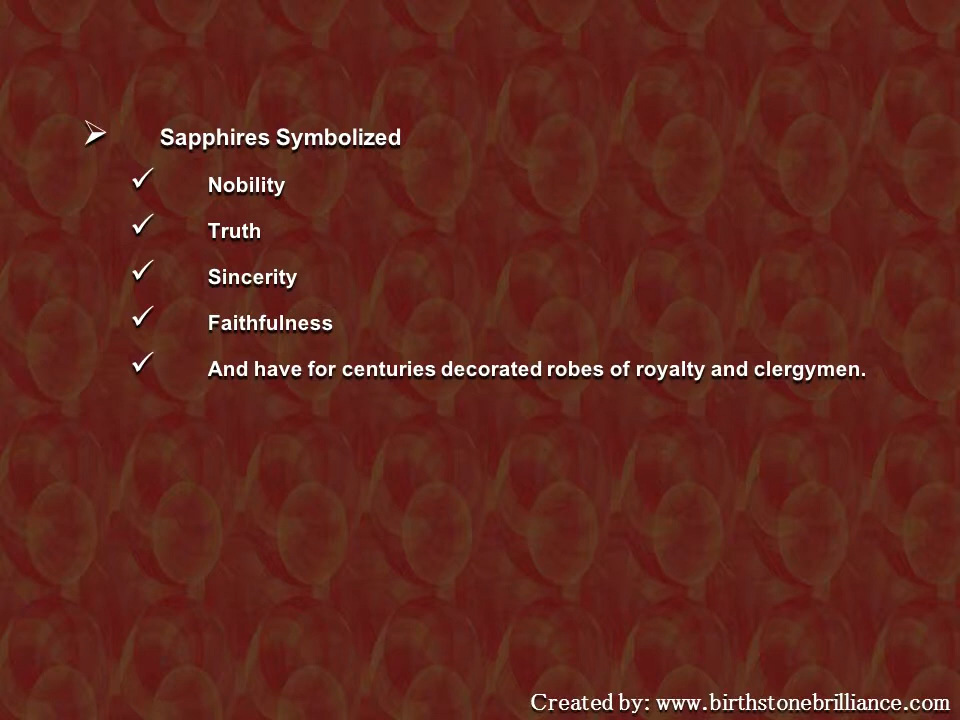 Sapphires Symbolized
Nobility
Truth
Sincerity
Faithfulness
And have for centuries decorated robes of royalty and clergymen.
Created by: www.birthstonebrilliance.com